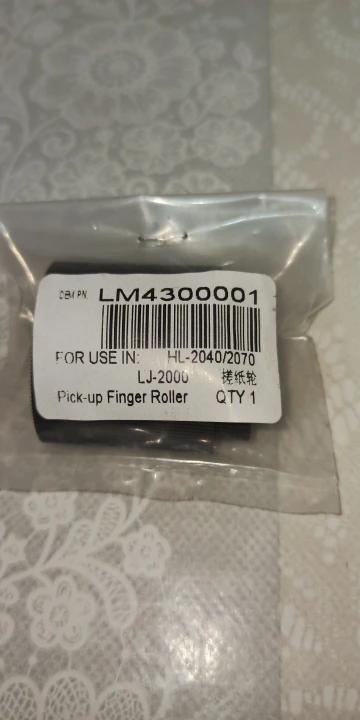 OEM PN. LM4300001
FOR USE IN: HL-2040/2070
LJ-2000 搓纸轮
Pick-up Finger Roller QTY 1